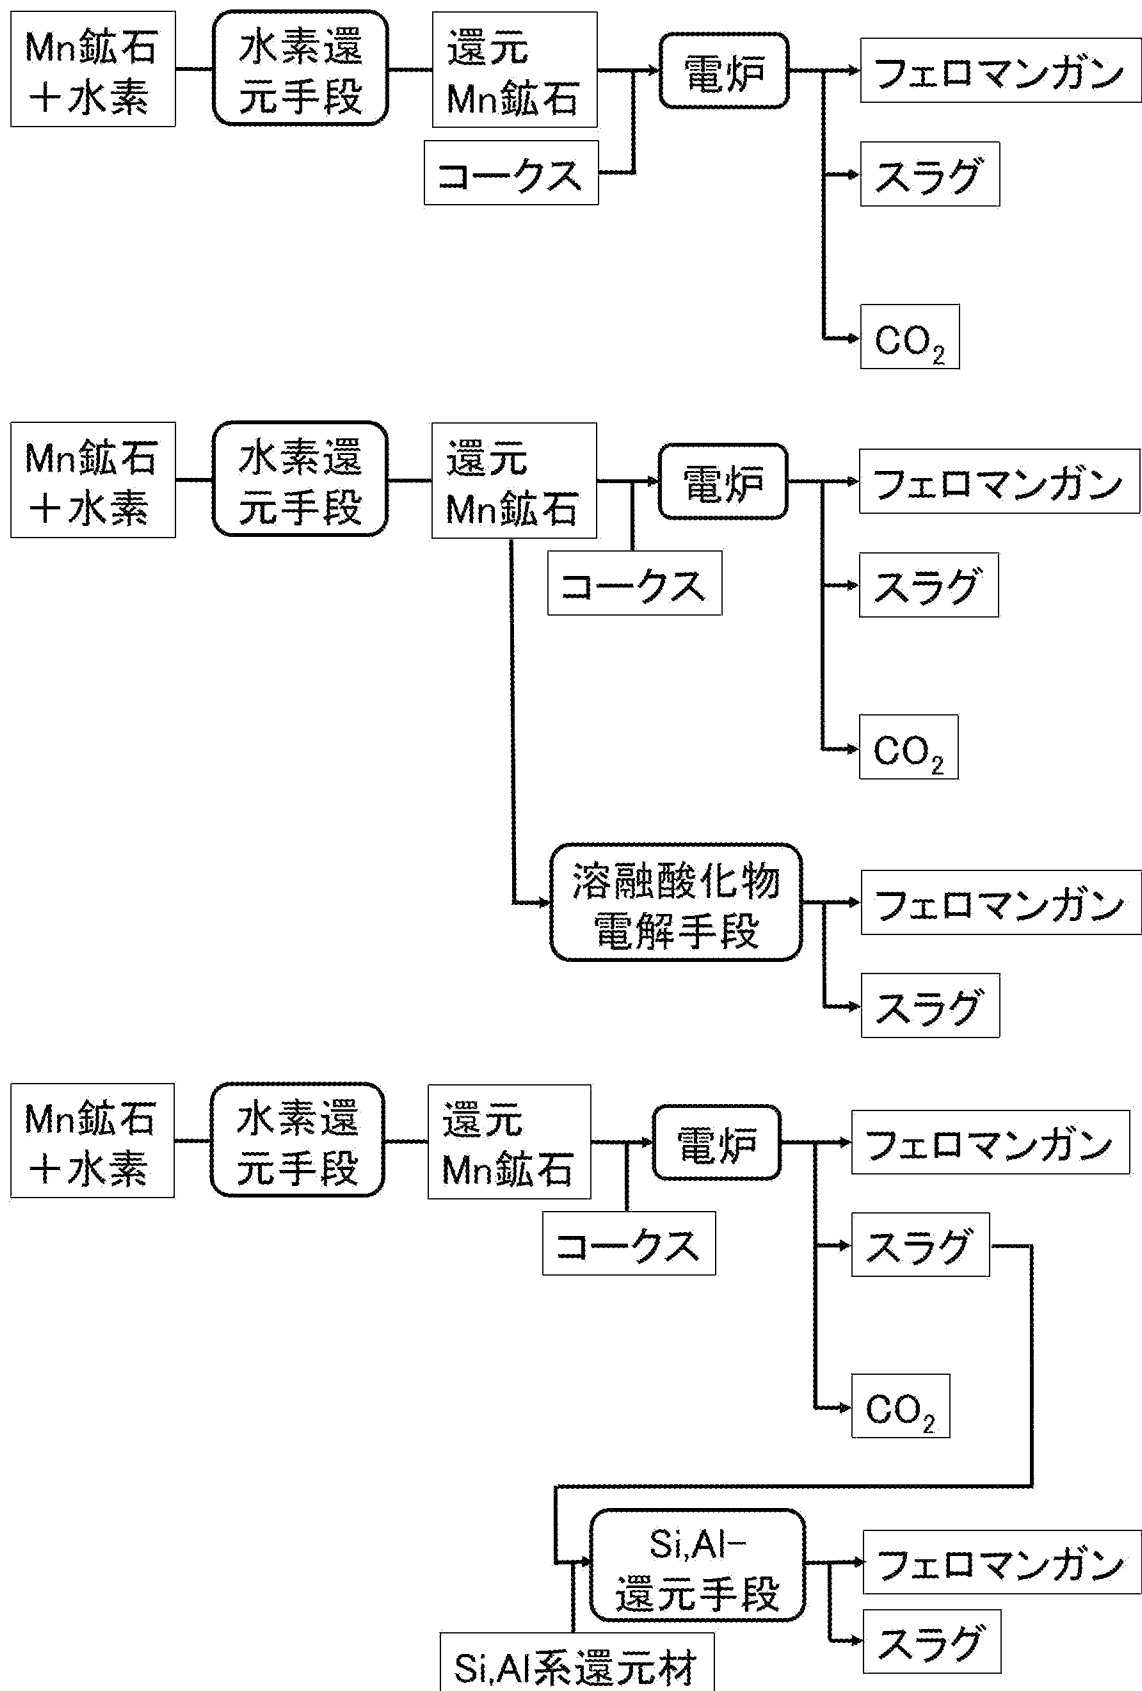 Mn鉱石
＋水素
水素還
元手段
還元
Mn鉱石
コークス
電炉
フェロマンガン
スラグ
CO₂
Mn鉱石
＋水素
水素還
元手段
還元
Mn鉱石
コークス
電炉
フェロマンガン
スラグ
CO₂
溶融酸化物
電解手段
フェロマンガン
スラグ
Mn鉱石
＋水素
水素還
元手段
還元
Mn鉱石
コークス
電炉
フェロマンガン
スラグ
CO₂
Si,Al-
還元手段
Si,Al系還元材
フェロマンガン
スラグ